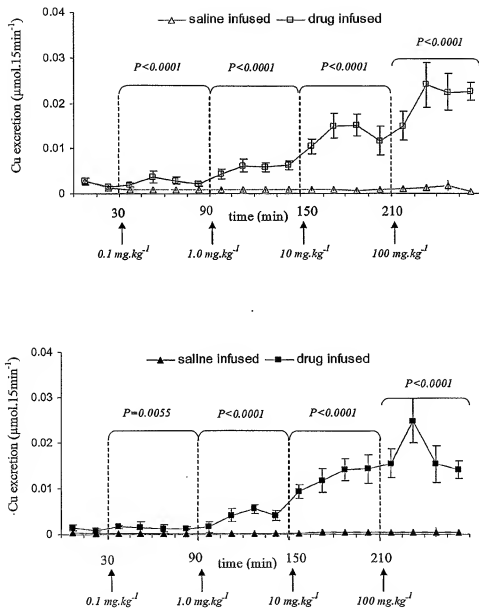 saline infused drug infused
Cu excretion (μmol.15min⁻¹)
0.04
0.03
0.02
0.01
0
P<0.0001 P<0.0001 P<0.0001 P<0.0001
30 90 150 210
time (min)
0.1 mg.kg⁻¹ 1.0 mg.kg⁻¹ 10 mg.kg⁻¹ 100 mg.kg⁻¹
saline infused drug infused
Cu excretion (μmol.15min⁻¹)
0.04
0.03
0.02
0.01
0
P=0.0055 P<0.0001 P<0.0001 P<0.0001
30 90 150 210
time (min)
0.1 mg.kg⁻¹ 1.0 mg.kg⁻¹ 10 mg.kg⁻¹ 100 mg.kg⁻¹